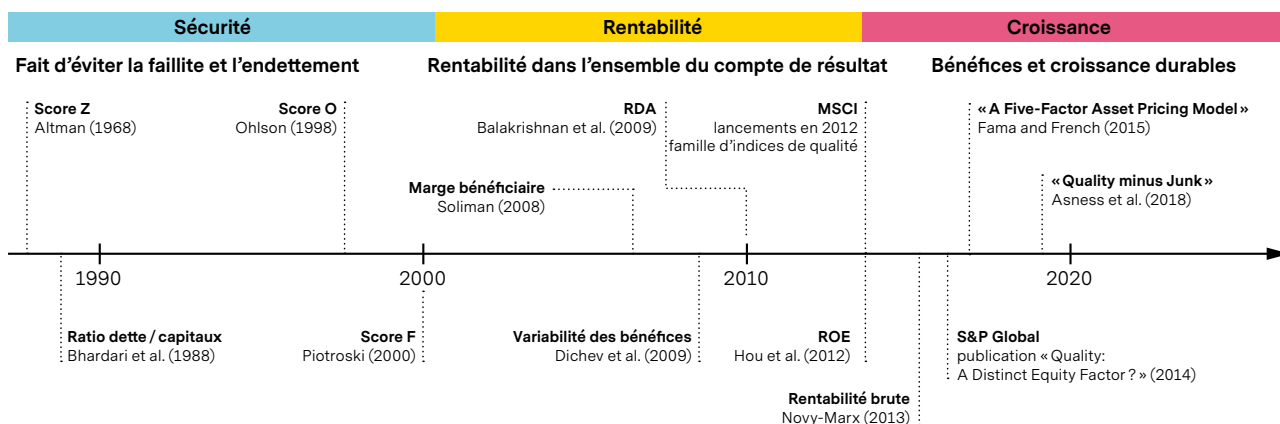 Sécurité
Rentabilité
Croissance
Fait d'éviter la faillite et l'endettement
Rentabilité dans l'ensemble du compte de résultat
Bénéfices et croissance durables
Score Z
Altman (1968)
Score O
Ohlson (1998)
RDA
Balakrishnan et al. (2009)
MSCI
lancements en 2012
famille d'indices de qualité
« A Five-Factor Asset Pricing Model »
Fama and French (2015)
Marge bénéficiaire
Soliman (2008)
« Quality minus Junk »
Asness et al. (2018)
1990
2000
2010
2020
Ratio dette / capitaux
Bhardari et al. (1988)
Score F
Piotroski (2000)
Variabilité des bénéfices
Dichev et al. (2009)
ROE
Hou et al. (2012)
S&P Global
publication « Quality:
A Distinct Equity Factor ? » (2014)
Rentabilité brute
Novy-Marx (2013)